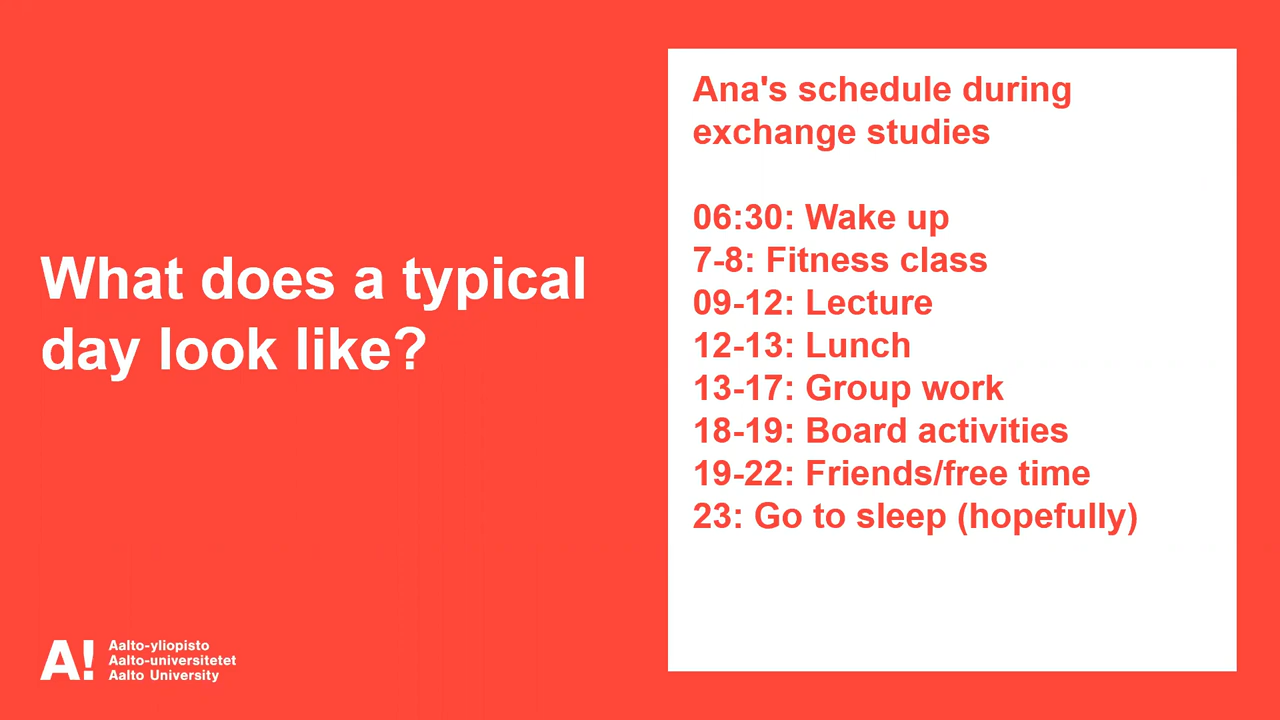 What does a typical
day look like?
Ana's schedule during
exchange studies
06:30: Wake up
7-8: Fitness class
09-12: Lecture
12-13: Lunch
13-17: Group work
18-19: Board activities
19-22: Friends/free time
23: Go to sleep (hopefully)
A!
Aalto-yliopisto
Aalto-universitetet
Aalto University